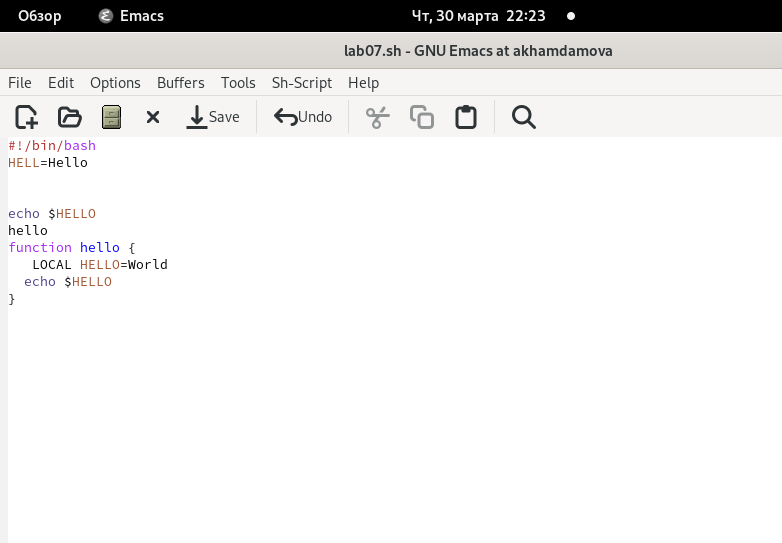 Обзор Emacs Чт, 30 марта 22:23
lab07.sh - GNU Emacs at akhamdamova
File Edit Options Buffers Tools Sh-Script Help
Save Undo
#!/bin/bash
HELL=Hello
echo $HELLO
hello
function hello {
LOCAL HELLO=World
echo $HELLO
}